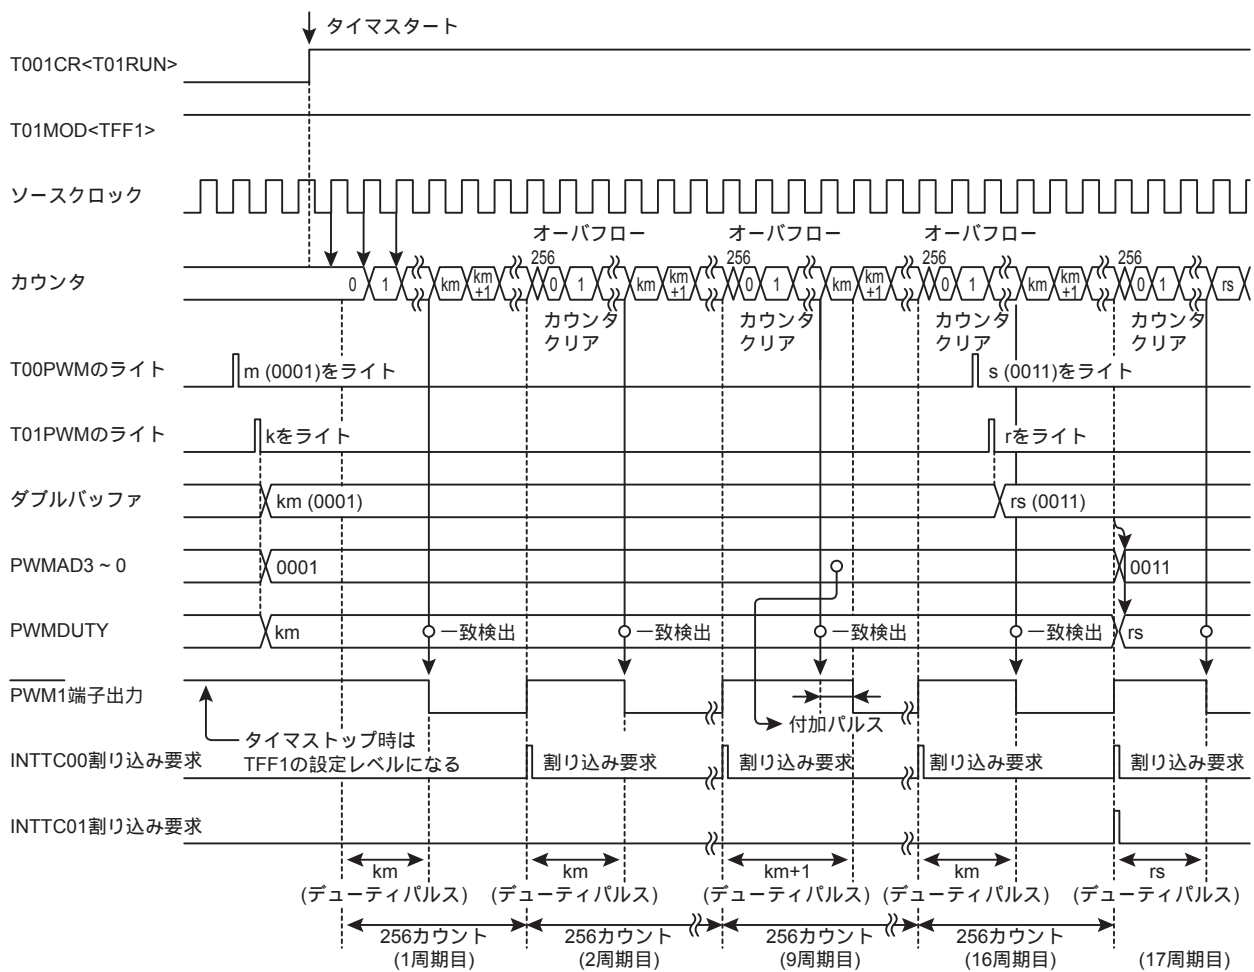 タイマスタート
T001CR<T01RUN>
T01MOD<TFF1>
ソースクロック
オーバフロー オーバフロー オーバフロー
256 256 256 256
カウンタ 0 1 km km+1 0 1 km km+1 0 1 km km+1 0 1 km km+1 0 1 rs
カウンタ カウンタ カウンタ カウンタ
クリア クリア クリア クリア
T00PWMのライト m (0001)をライト s (0011)をライト
T01PWMのライト kをライト rをライト
ダブルバッファ km (0001) rs (0011)
PWMAD3 ~ 0 0001 0011
PWMDUTY km 一致検出 一致検出 一致検出 一致検出 rs
PWM1端子出力
付加パルス
タイマストップ時は
TFF1の設定レベルになる
INTTC00割り込み要求 割り込み要求 割り込み要求 割り込み要求 割り込み要求
INTTC01割り込み要求
km km km+1 km rs
(デューティパルス) (デューティパルス) (デューティパルス) (デューティパルス) (デューティパルス)
256カウント 256カウント 256カウント 256カウント
(1周期目) (2周期目) (9周期目) (16周期目) (17周期目)